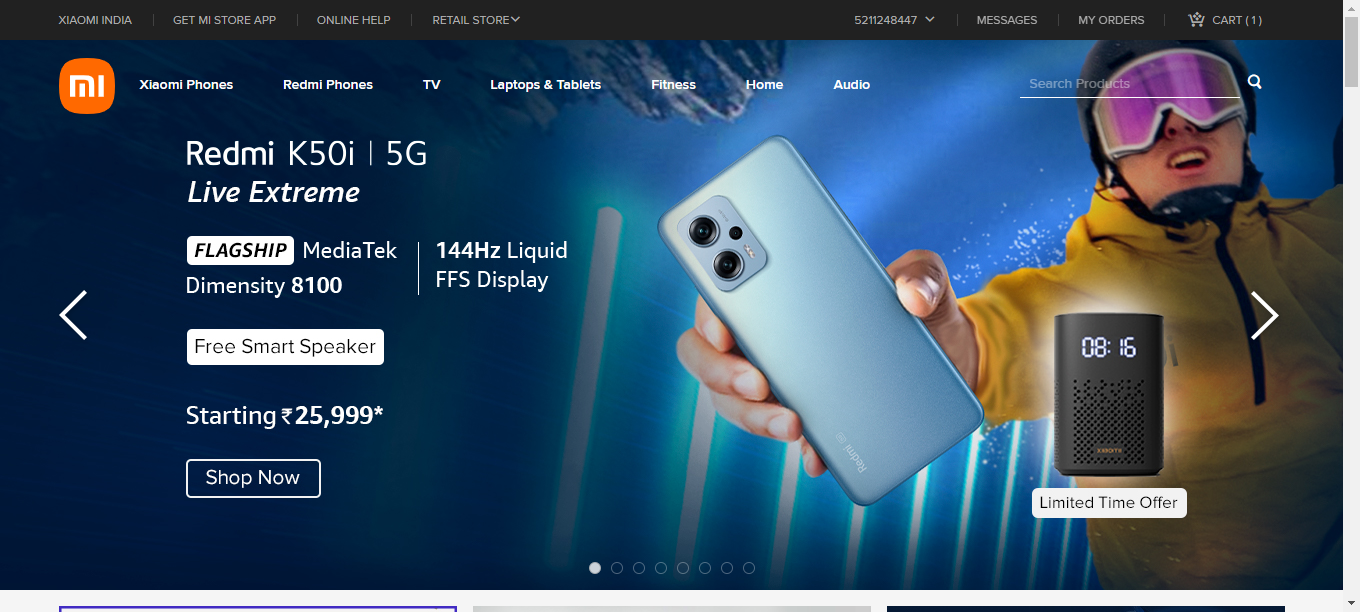 XIAOMI INDIA
GET MI STORE APP
ONLINE HELP
RETAIL STORE
5211248447
MESSAGES
MY ORDERS
CART ( 1 )
mi
Xiaomi Phones
Redmi Phones
TV
Laptops & Tablets
Fitness
Home
Audio
Search Products
Redmi K50i | 5G
Live Extreme
FLAGSHIP MediaTek
Dimensity 8100
144Hz Liquid
FFS Display
Free Smart Speaker
Starting ₹25,999*
Shop Now
Redmi
08:16
XIAOMI
Limited Time Offer